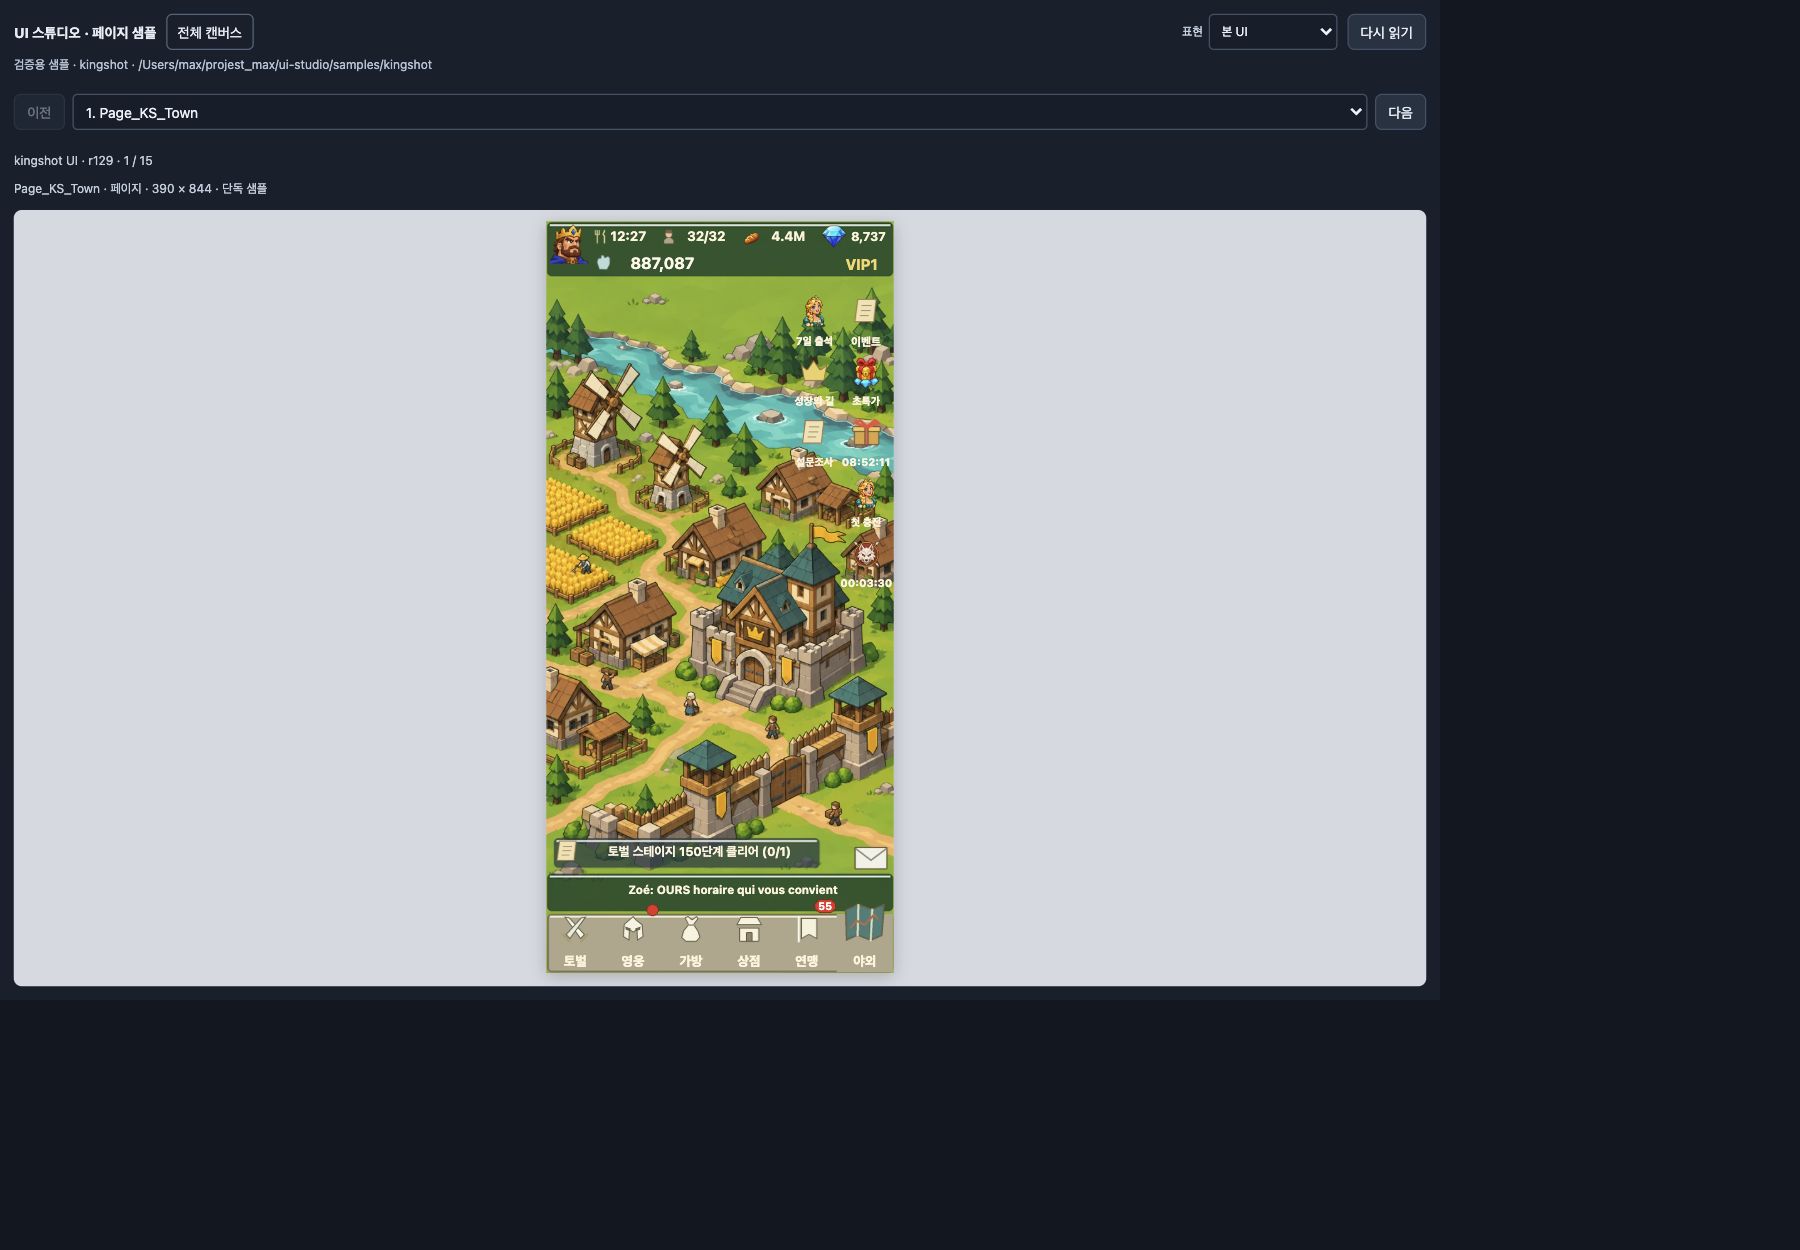 UI 스튜디오 · 페이지 샘플 전체 캔버스 표현 본 UI 다시 읽기
검증용 샘플 · kingshot · /Users/max/projest_max/ui-studio/samples/kingshot
이전 1. Page_KS_Town 다음
kingshot UI · r129 · 1 / 15
Page_KS_Town · 페이지 · 390 × 844 · 단독 샘플
12:27 32/32 4.4M 8,737
887,087 VIP1
7일 출석 이벤트
성장의 길 초특가
설문조사 08:52:11
첫 충전
00:03:30
토벌 스테이지 150단계 클리어 (0/1)
Zoé: OURS horaire qui vous convient
55
토벌 영웅 가방 상점 연맹 야외